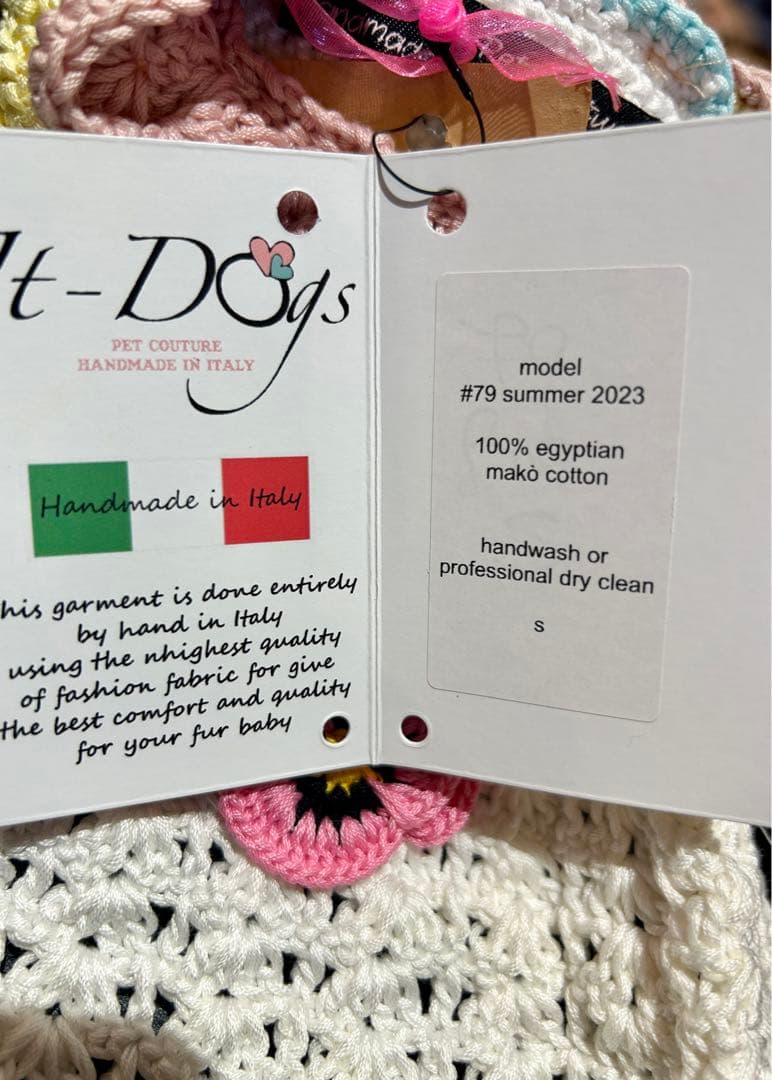 It-Dogs
PET COUTURE
HANDMADE IN ITALY
Handmade in Italy
his garment is done entirely
by hand in Italy
using the nhighest quality
of fashion fabric for give
the best comfort and quality
for your fur baby
model
#79 summer 2023
100% egyptian
makò cotton
handwash or
professional dry clean
s